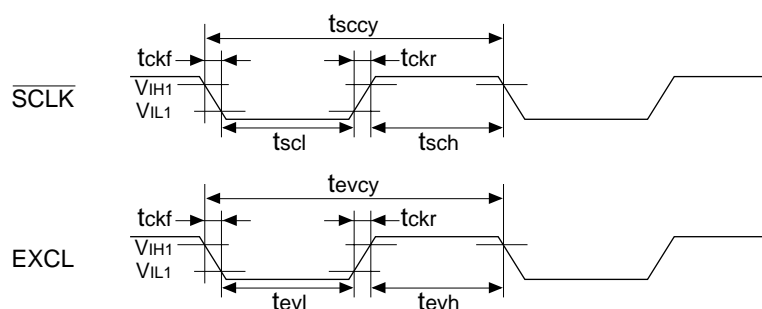 tsccy
tckf
tckr
SCLK
VIH1
VIL1
tscl
tsch
tevcy
tckf
tckr
EXCL
VIH1
VIL1
tevl
tevh